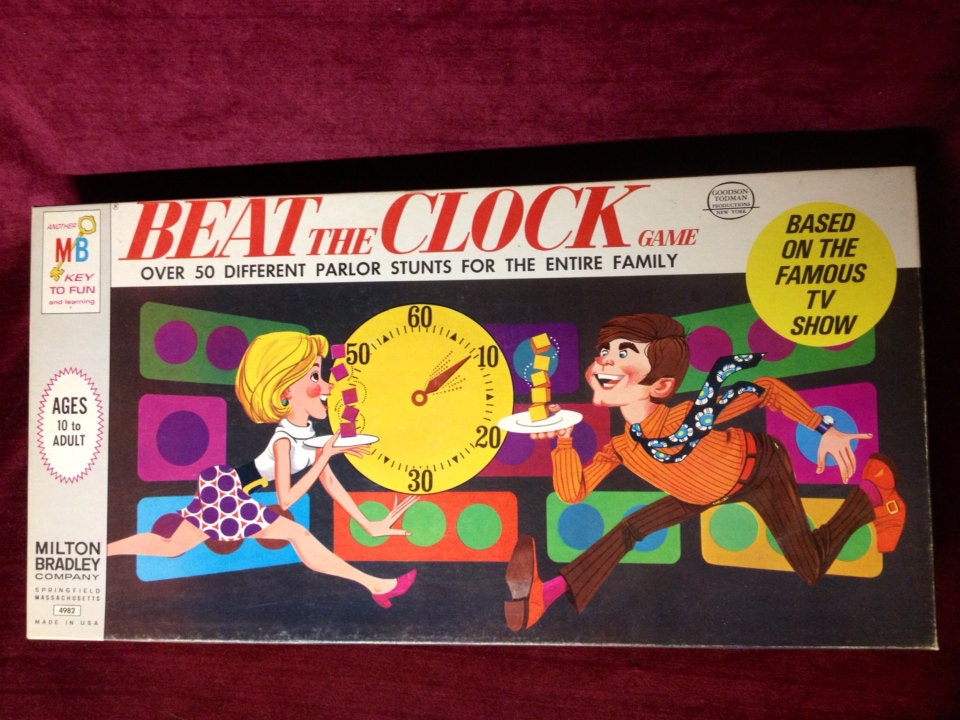 BEAT THE CLOCK GAME
OVER 50 DIFFERENT PARLOR STUNTS FOR THE ENTIRE FAMILY
GOODSON
TODMAN
PRODUCTIONS
NEW YORK
BASED
ON THE
FAMOUS
TV
SHOW
ANOTHER
MB
KEY
TO FUN
and learning
AGES
10 to
ADULT
MILTON
BRADLEY
COMPANY
SPRINGFIELD
MASSACHUSETTS
4982
MADE IN USA
60
50
10
20
30